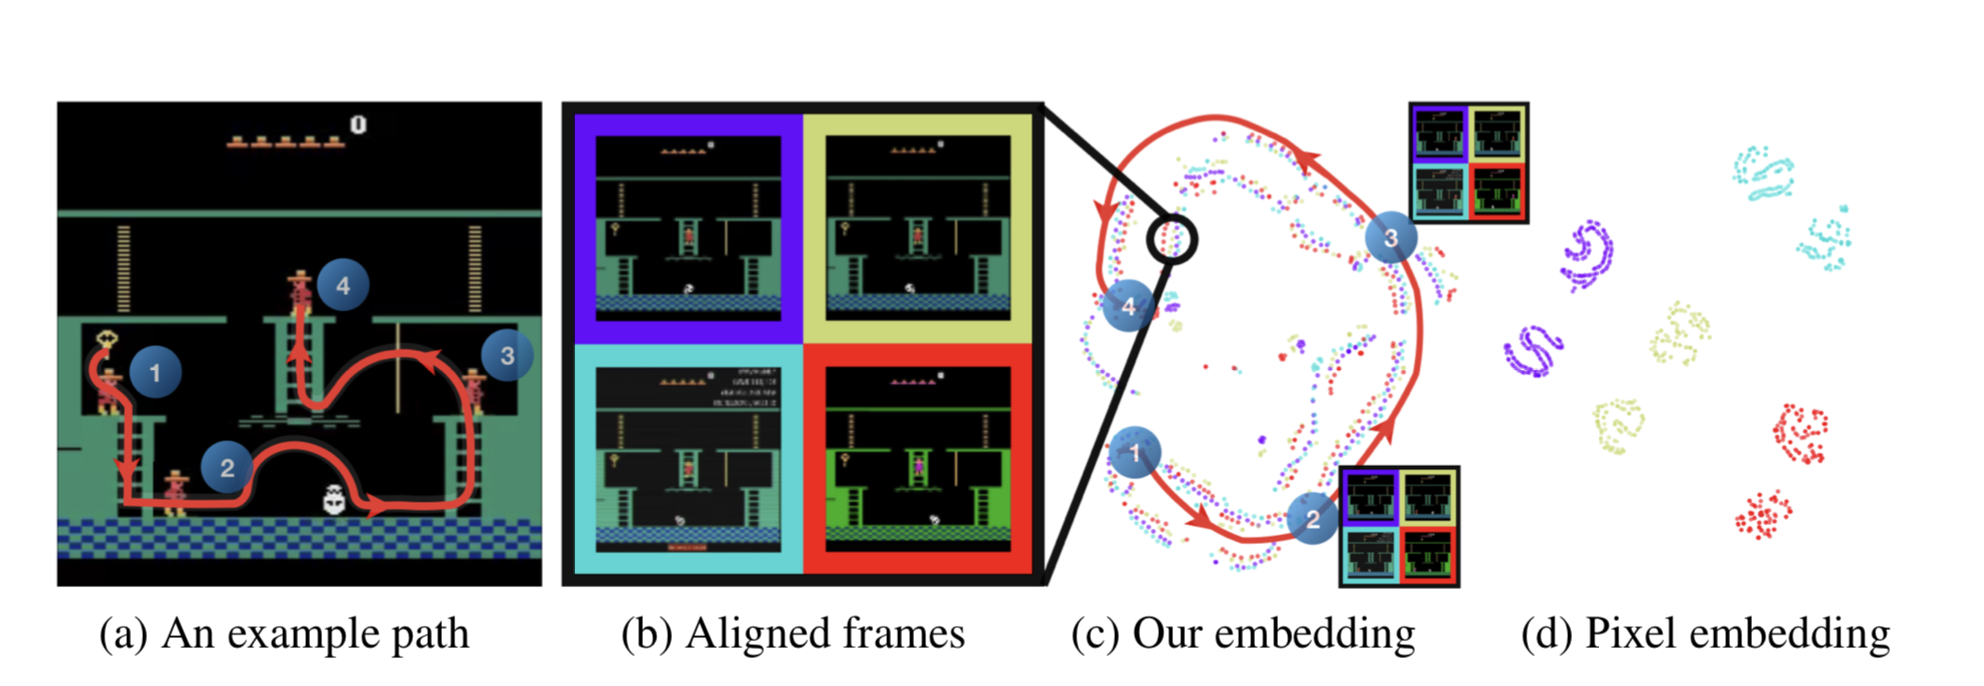 0
1
2
3
4
1
2
3
4
(a) An example path
(b) Aligned frames
(c) Our embedding
(d) Pixel embedding